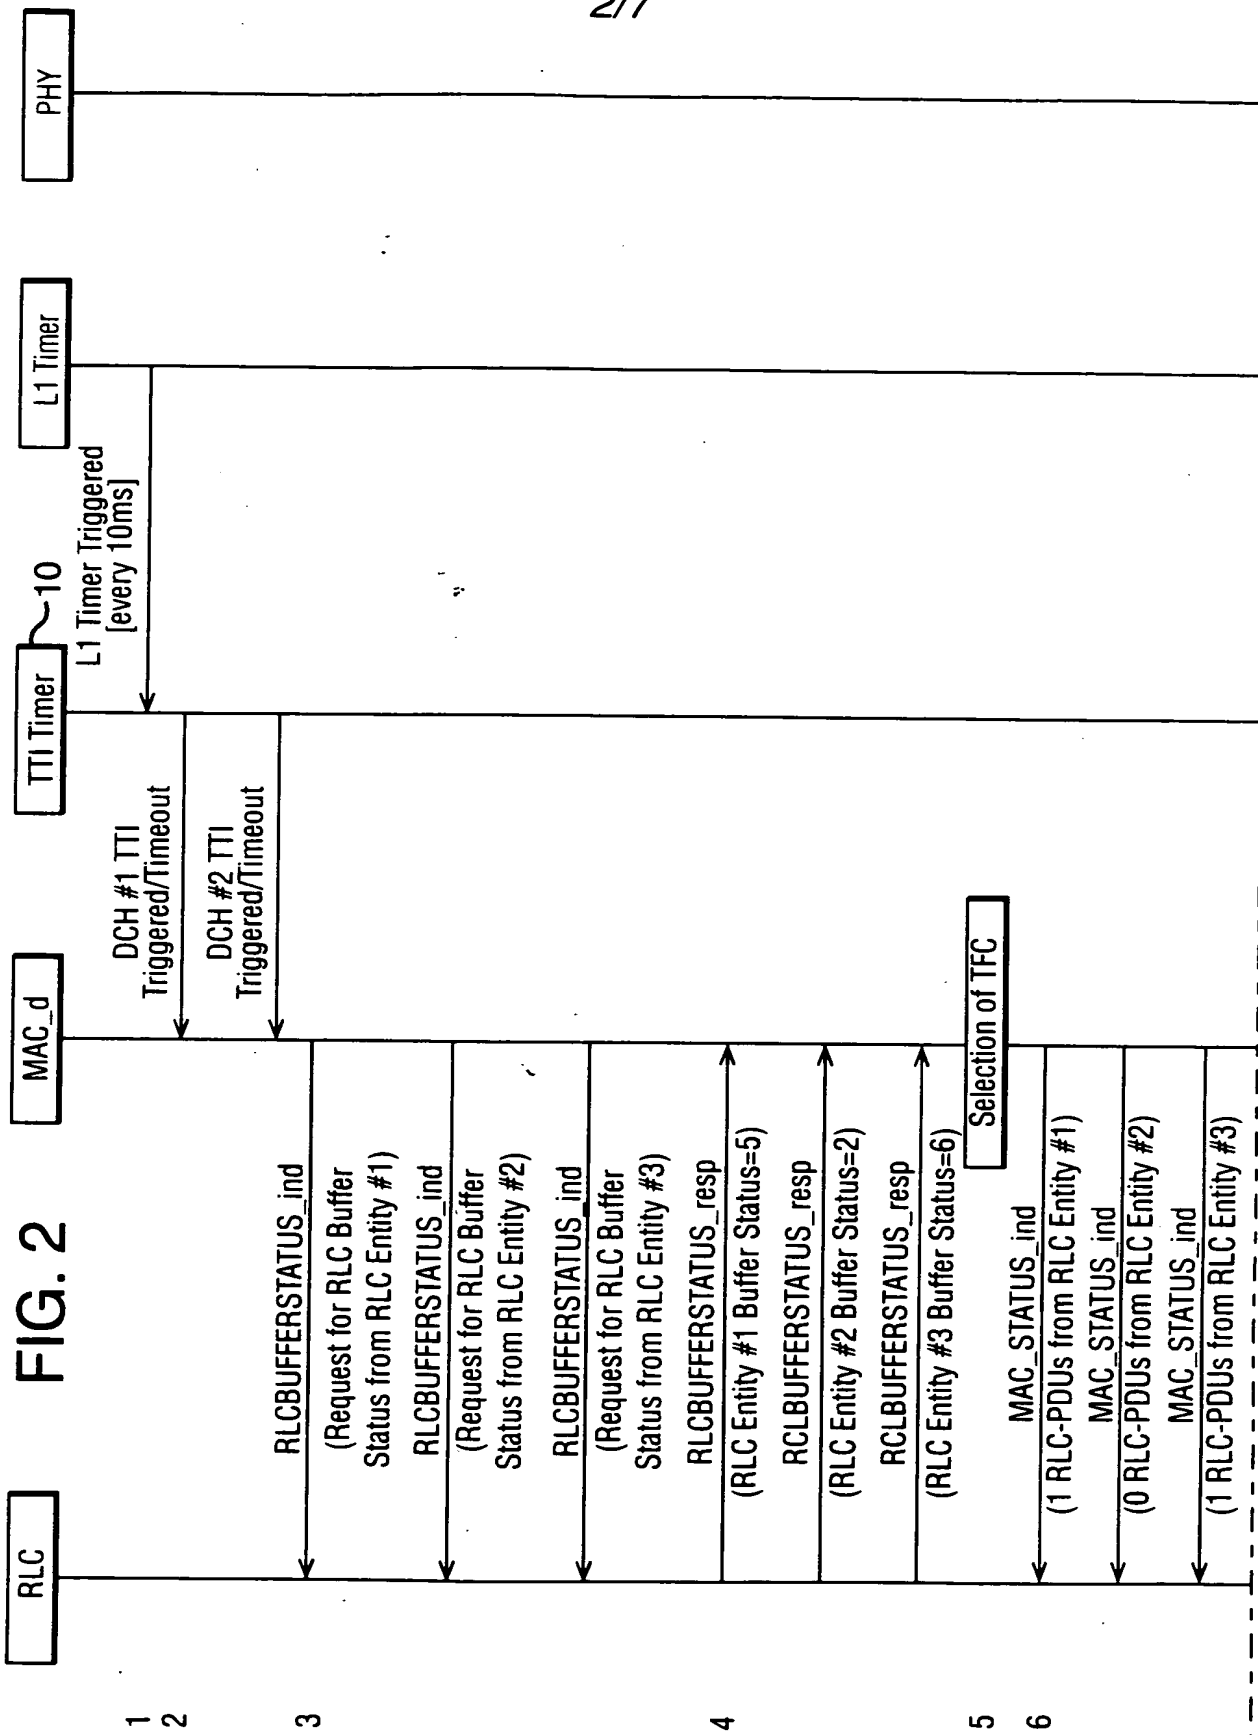 2/7
FIG. 2
RLC
MAC_d
TTI Timer
10
L1 Timer
PHY
1
L1 Timer Triggered
[every 10ms]
2
DCH #1 TTI
Triggered/Timeout
DCH #2 TTI
Triggered/Timeout
3
RLCBUFFERSTATUS_ind
(Request for RLC Buffer
Status from RLC Entity #1)
RLCBUFFERSTATUS_ind
(Request for RLC Buffer
Status from RLC Entity #2)
RLCBUFFERSTATUS_ind
(Request for RLC Buffer
Status from RLC Entity #3)
4
RLCBUFFERSTATUS_resp
(RLC Entity #1 Buffer Status=5)
RCLBUFFERSTATUS_resp
(RLC Entity #2 Buffer Status=2)
RCLBUFFERSTATUS_resp
(RLC Entity #3 Buffer Status=6)
5
Selection of TFC
6
MAC_STATUS_ind
(1 RLC-PDUs from RLC Entity #1)
MAC_STATUS_ind
(0 RLC-PDUs from RLC Entity #2)
MAC_STATUS_ind
(1 RLC-PDUs from RLC Entity #3)